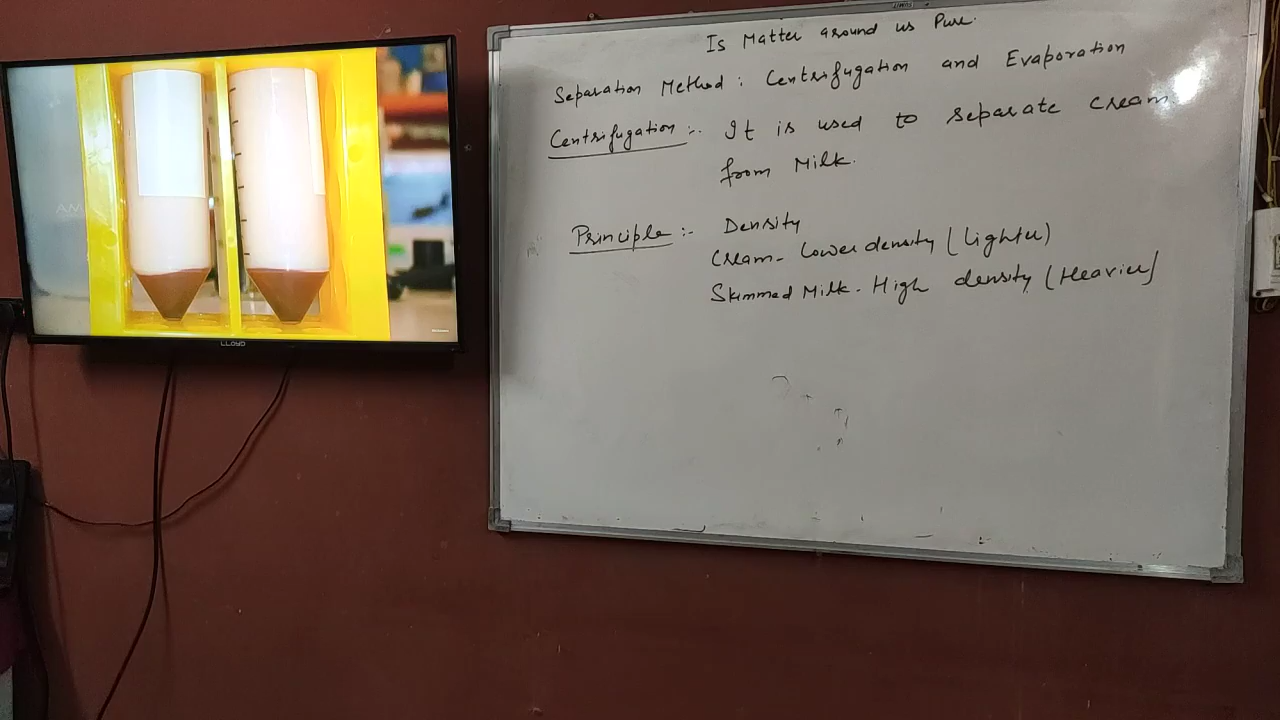 Is Matter around us Pure.
Separation Method : Centrifugation and Evaporation
Centrifugation :- It is used to separate cream
from Milk.
Principle :- Density
Cream - Lower density (Lighter)
Skimmed Milk - High density (Heavier)
LLOYD